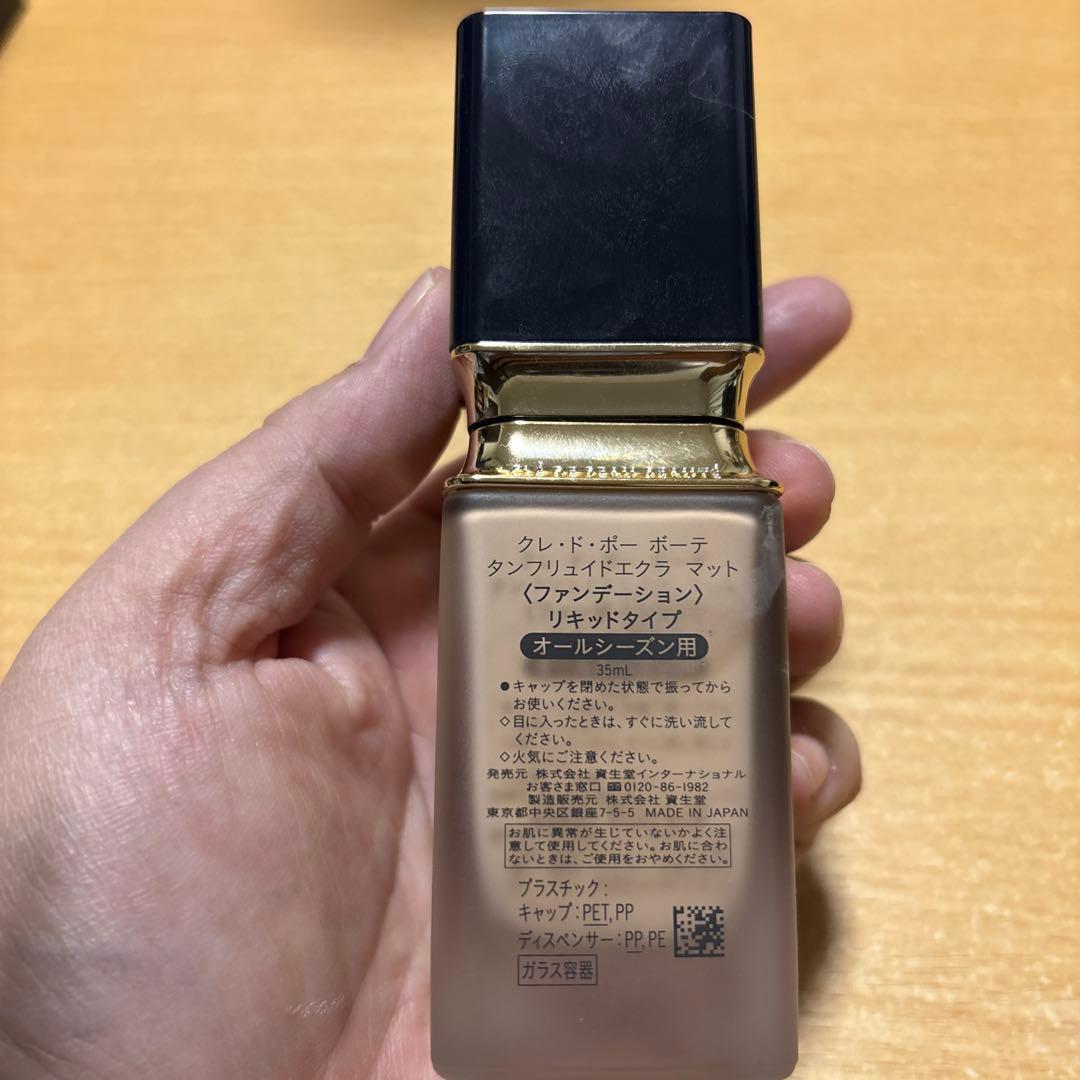 クレ・ド・ポー ボーテ
タンフリュイドエクラ マット
〈ファンデーション〉
リキッドタイプ
オールシーズン用
35mL
●キャップを閉めた状態で振ってから
お使いください。
◇目に入ったときは、すぐに洗い流して
ください。
◇火気にご注意ください。
発売元 株式会社 資生堂インターナショナル
お客さま窓口 0120-86-1982
製造販売元 株式会社 資生堂
東京都中央区銀座7-5-5 MADE IN JAPAN
お肌に異常が生じていないかよく注
意して使用してください。お肌に合わ
ないときは、ご使用をおやめください。
プラスチック：
キャップ：PET, PP
ディスペンサー：PP, PE
ガラス容器